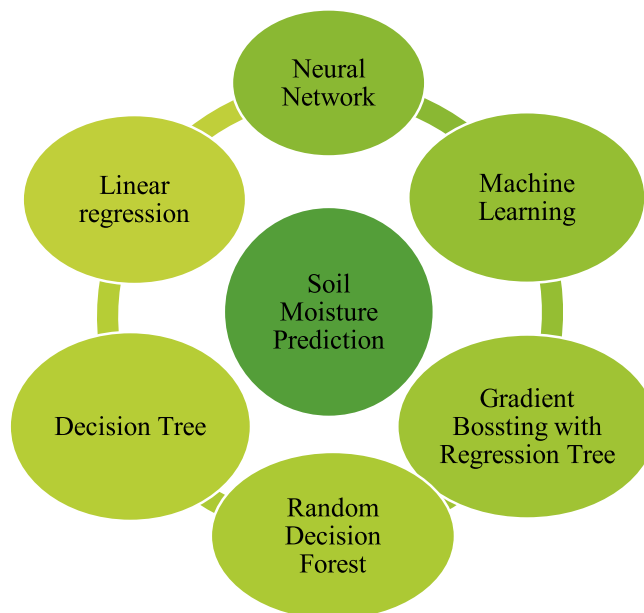 Neural
Network
Machine
Learning
Gradient
Bossting with
Regression Tree
Random
Decision
Forest
Decision Tree
Linear
regression
Soil
Moisture
Prediction